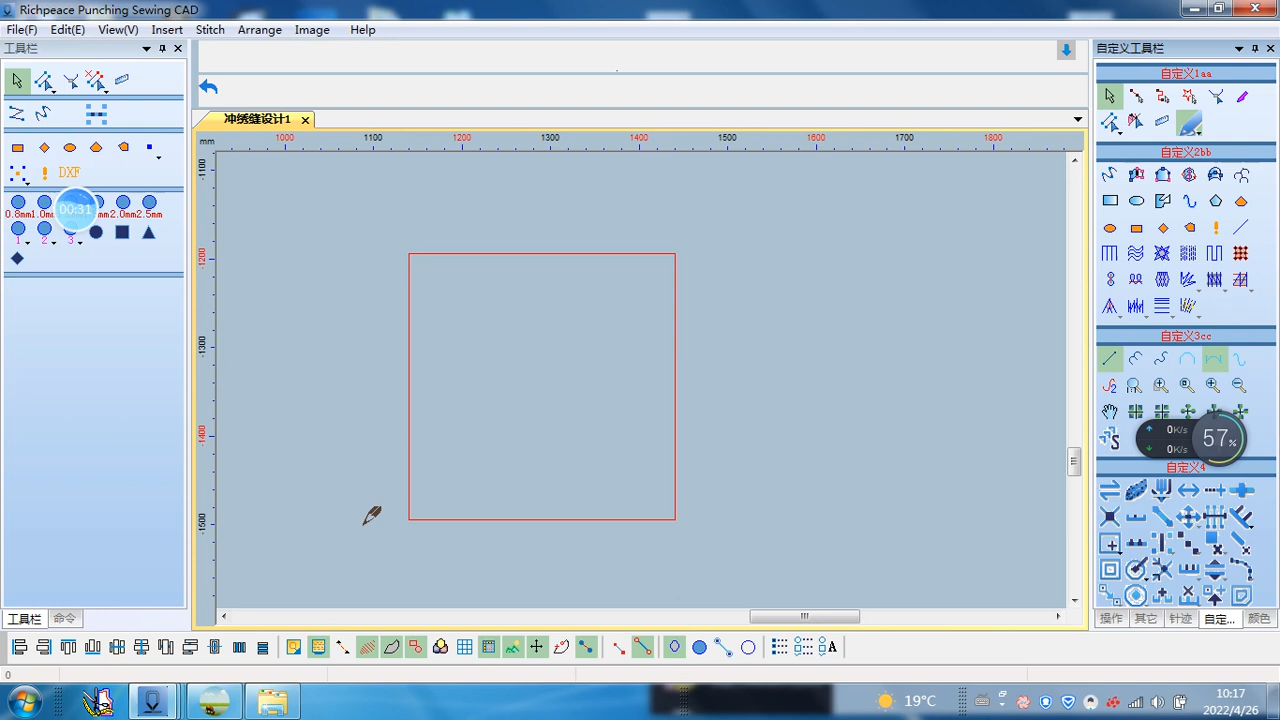 Richpeace Punching Sewing CAD
File(F) Edit(E) View(V) Insert Stitch Arrange Image Help
工具栏
自定义工具栏
自定义1aa
冲绣缝设计1
mm 1000 1100 1200 1300 1400 1500 1600 1700 1800
-1100
-1200
-1300
-1400
-1500
DXF
00:31
0.8mm 1.0mm 2.0mm 2.5mm
1 2 3
自定义2bb
自定义3cc
0K/s
0K/s
57%
自定义4
工具栏 命令
操作 其它 针迹 自定... 颜色
A
0
19°C
10:17
2022/4/26